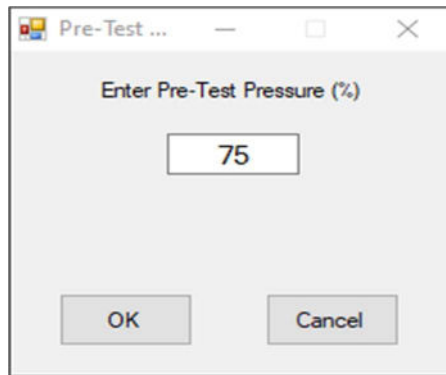 Pre-Test ...
Enter Pre-Test Pressure (%)
75
OK
Cancel